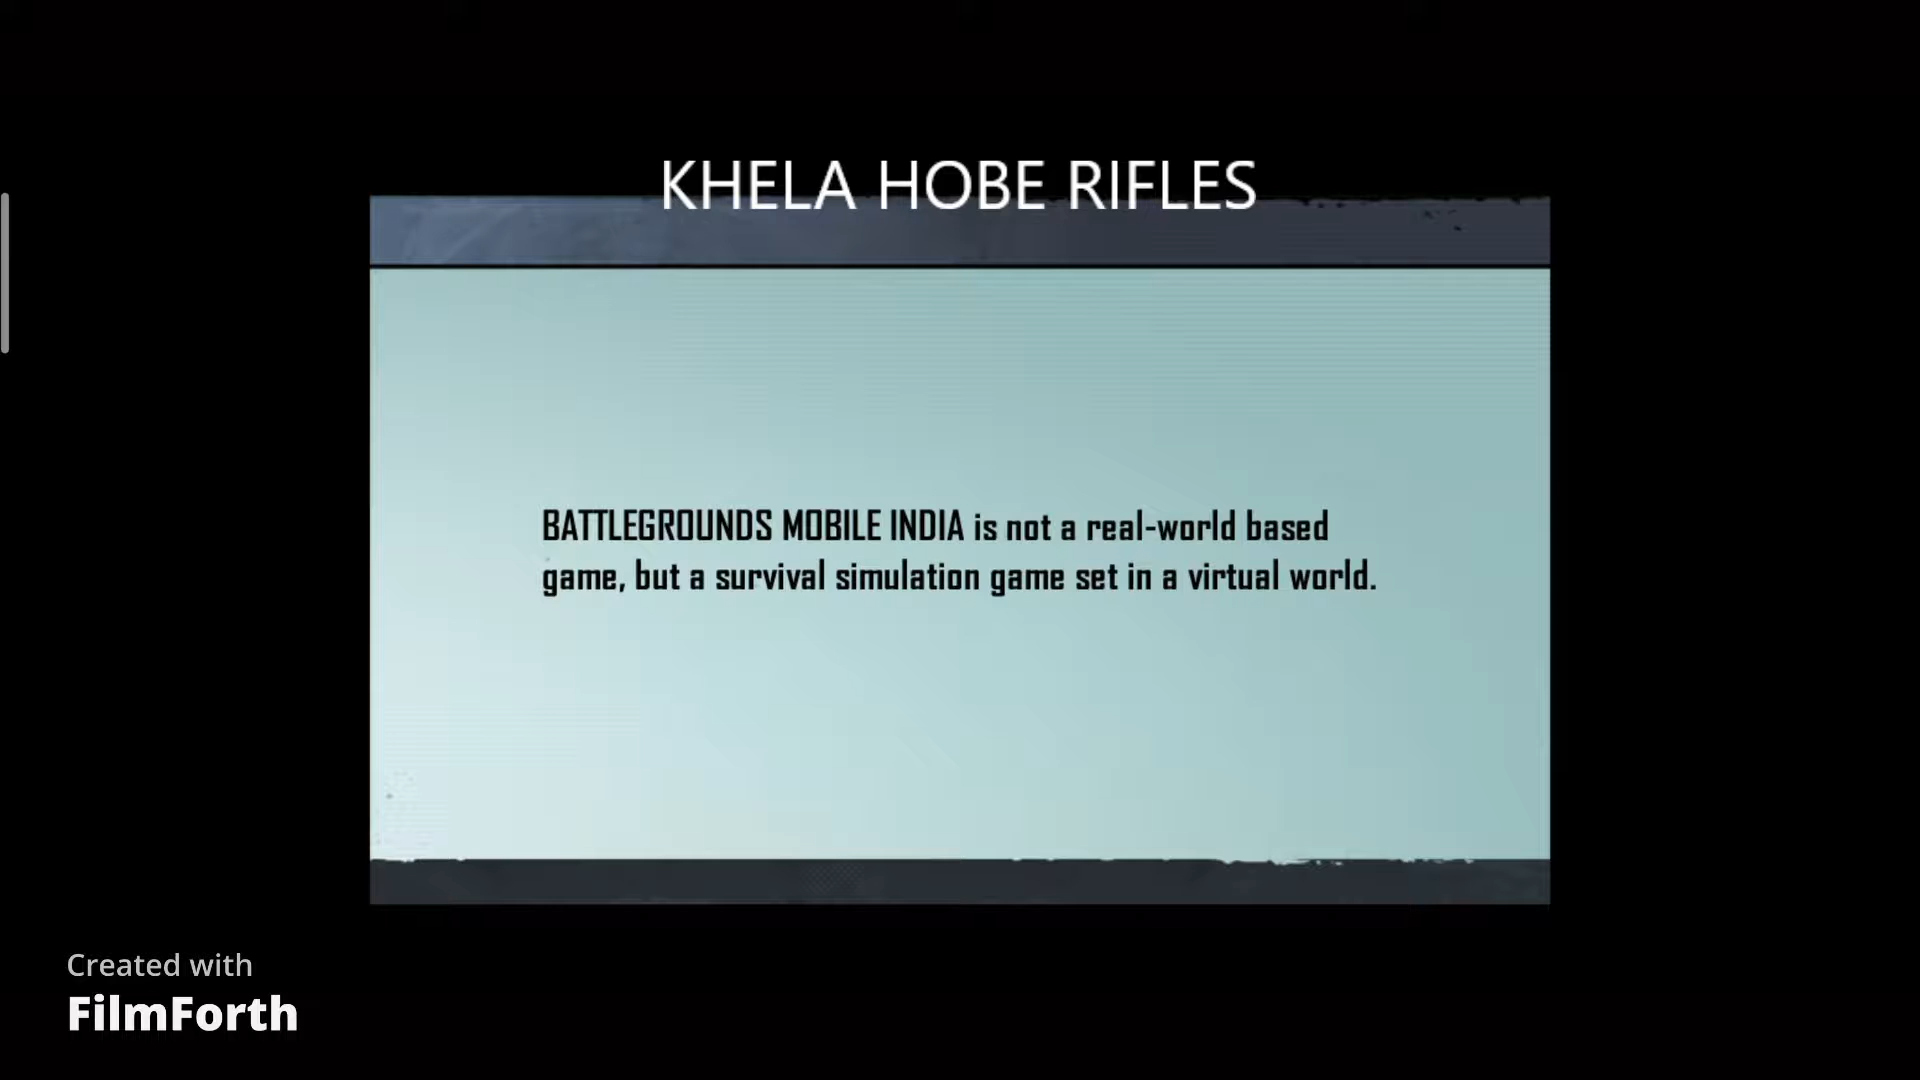 KHELA HOBE RIFLES
BATTLEGROUNDS MOBILE INDIA is not a real-world based
game, but a survival simulation game set in a virtual world.
Created with
FilmForth